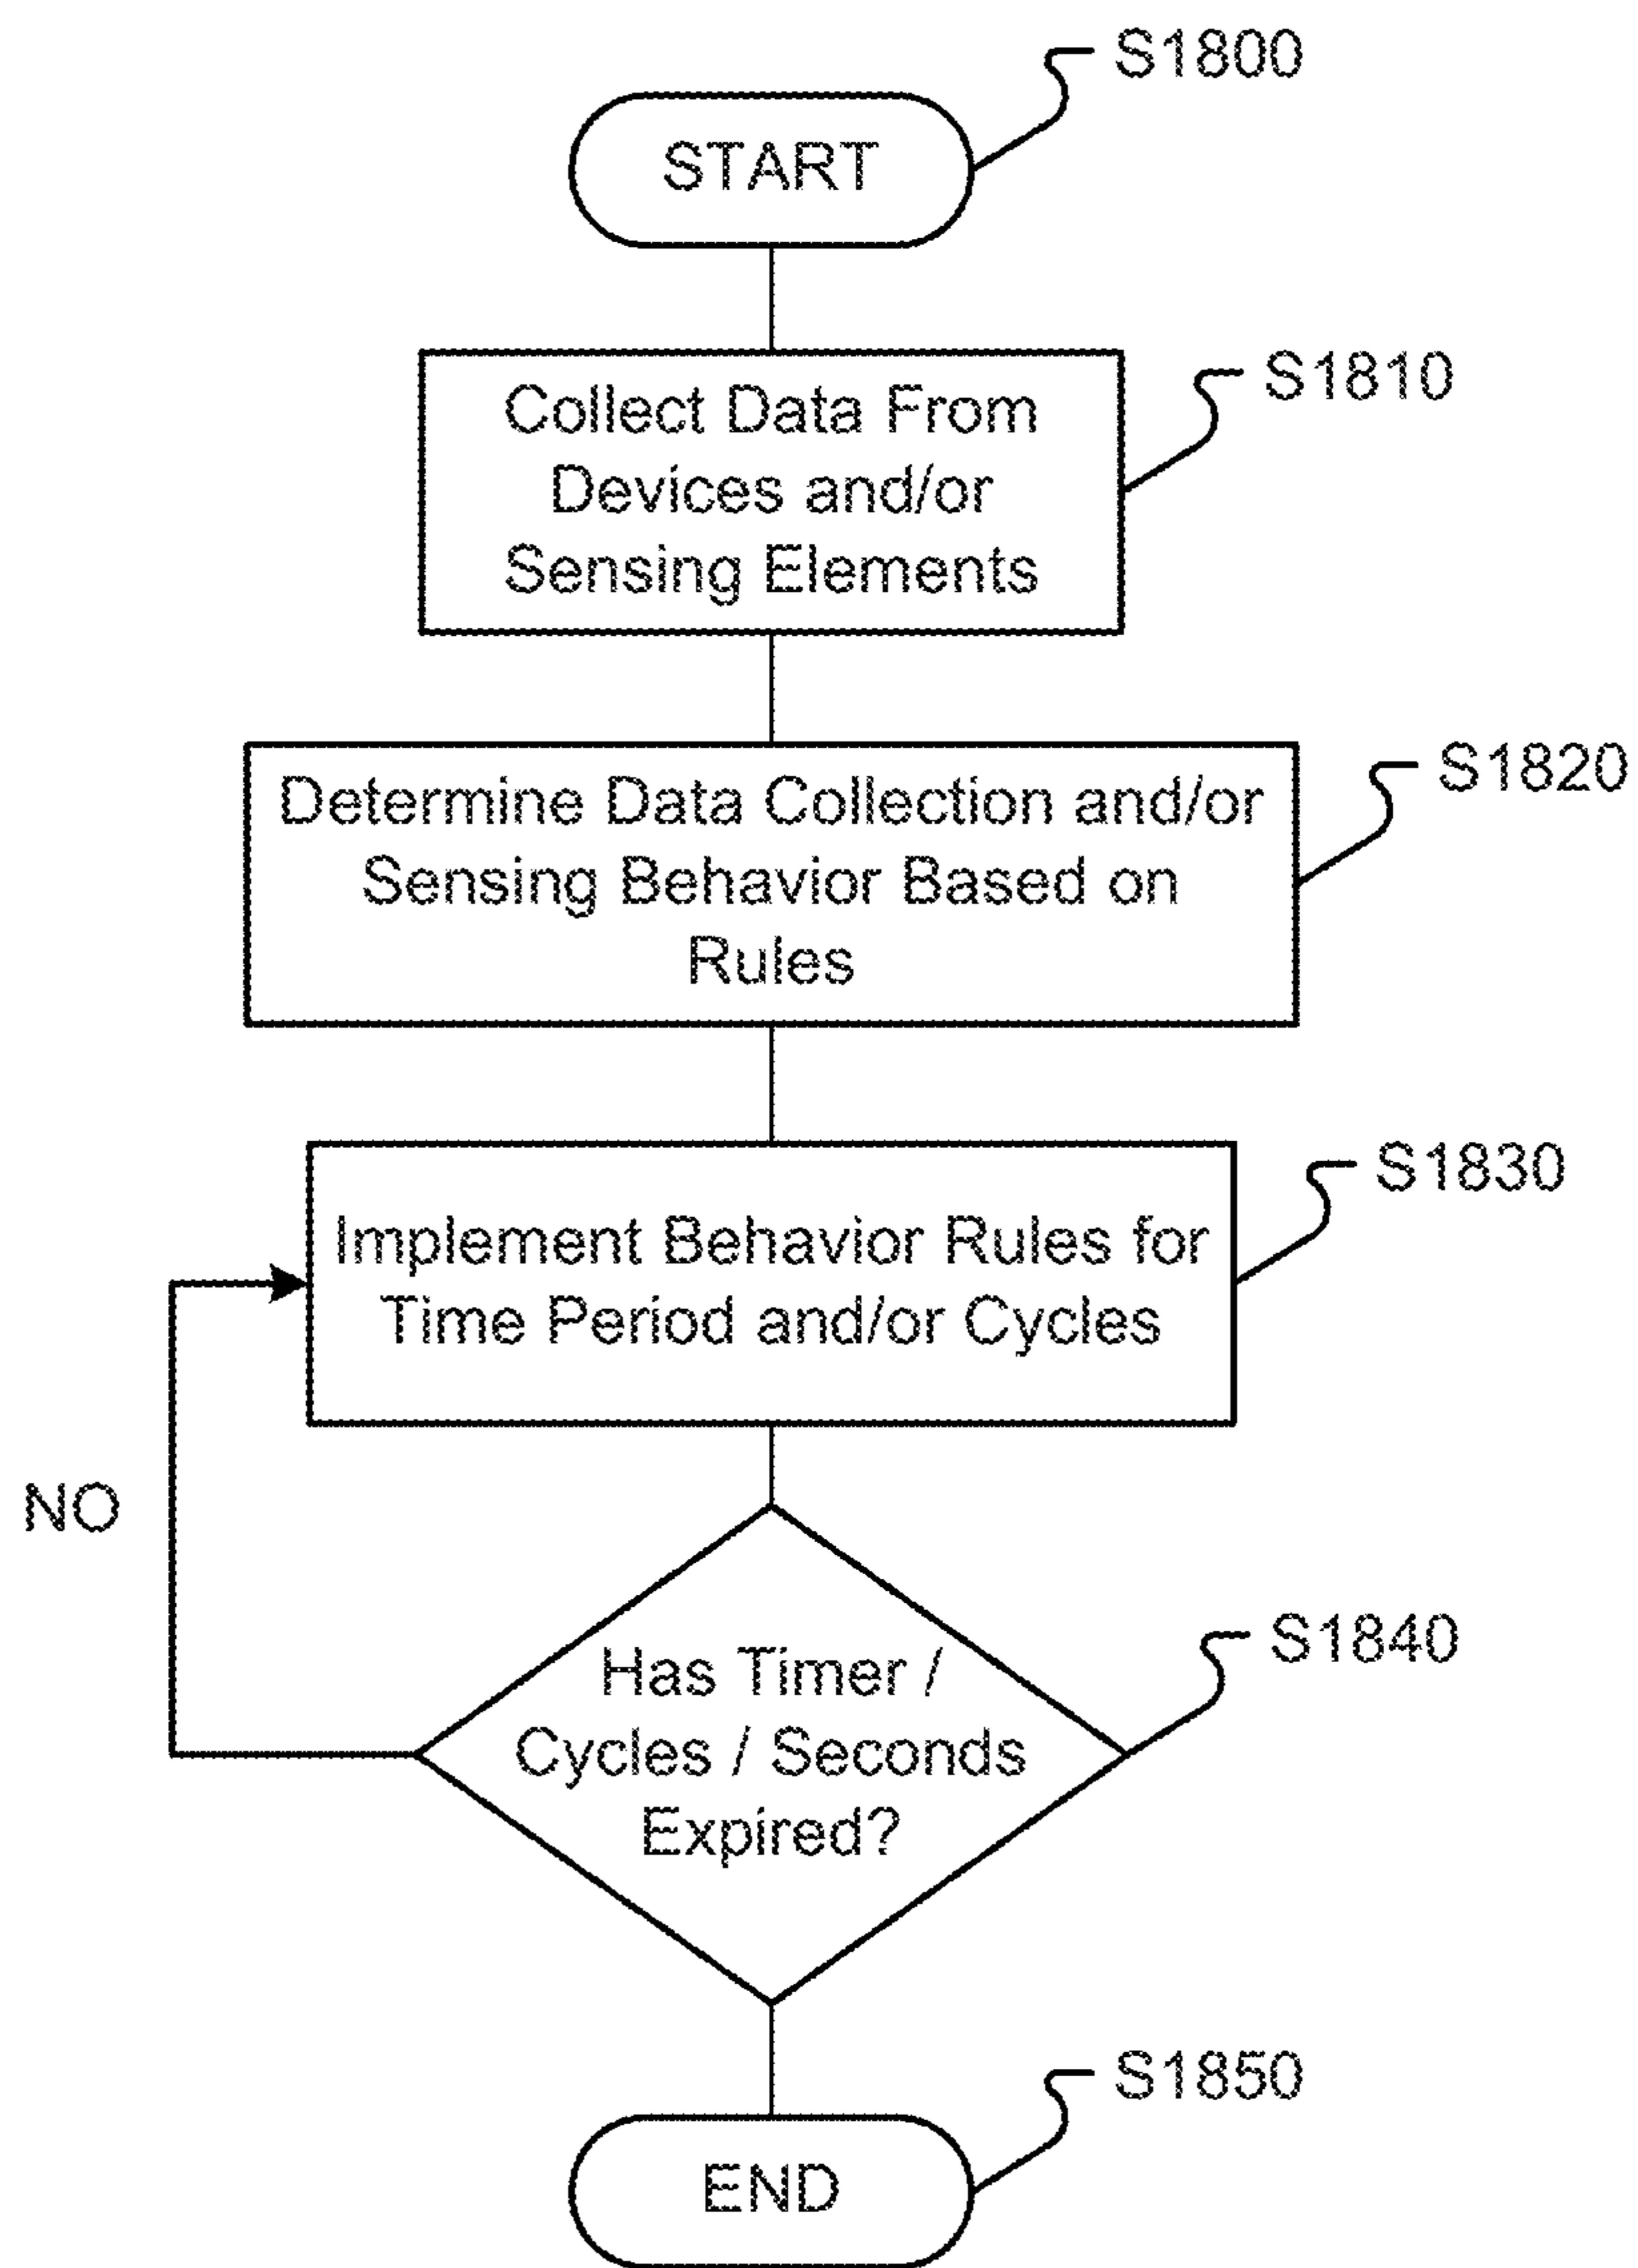 S1800
START
S1810
Collect Data From
Devices and/or
Sensing Elements
S1820
Determine Data Collection and/or
Sensing Behavior Based on
Rules
S1830
Implement Behavior Rules for
Time Period and/or Cycles
NO
S1840
Has Timer /
Cycles / Seconds
Expired?
S1850
END